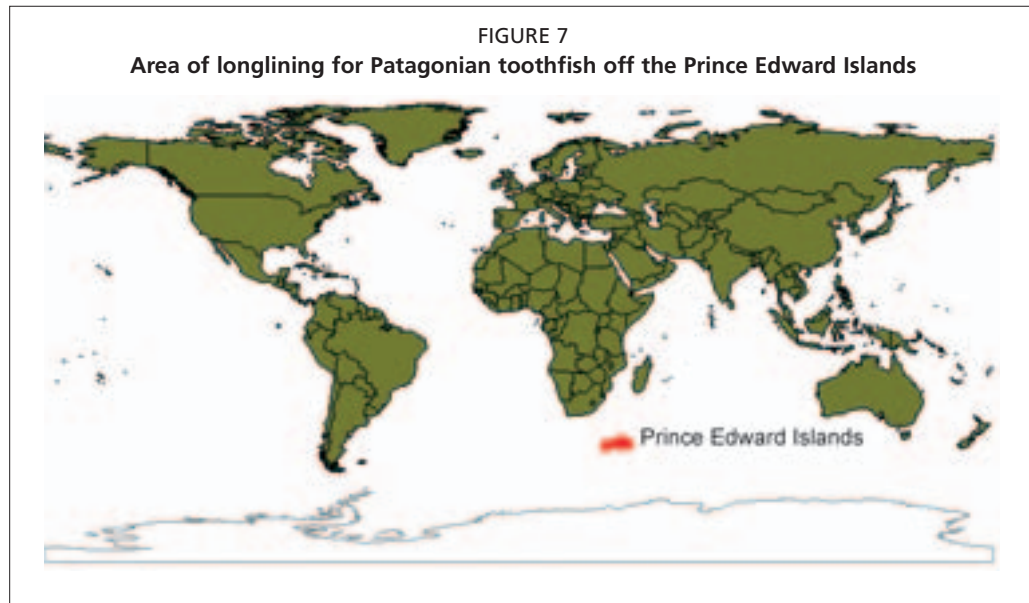 FIGURE 7
Area of longlining for Patagonian toothfish off the Prince Edward Islands
Prince Edward Islands